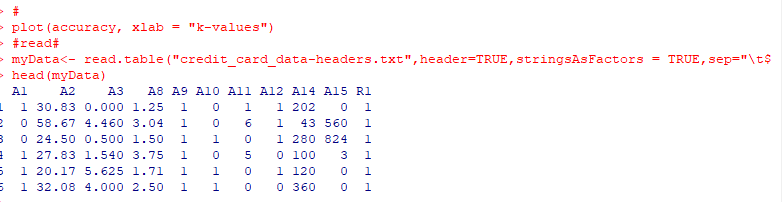 > #
> plot(accuracy, xlab = "k-values")
> #read#
> myData<- read.table("credit_card_data-headers.txt",header=TRUE,stringsAsFactors = TRUE,sep="\t$
> head(myData)
  A1    A2    A3   A8 A9 A10 A11 A12 A14 A15 R1
1  1 30.83 0.000 1.25  1   0   1   1 202   0  1
2  0 58.67 4.460 3.04  1   0   6   1  43 560  1
3  0 24.50 0.500 1.50  1   1   0   1 280 824  1
4  1 27.83 1.540 3.75  1   0   5   0 100   3  1
5  1 20.17 5.625 1.71  1   1   0   1 120   0  1
6  1 32.08 4.000 2.50  1   1   0   0 360   0  1